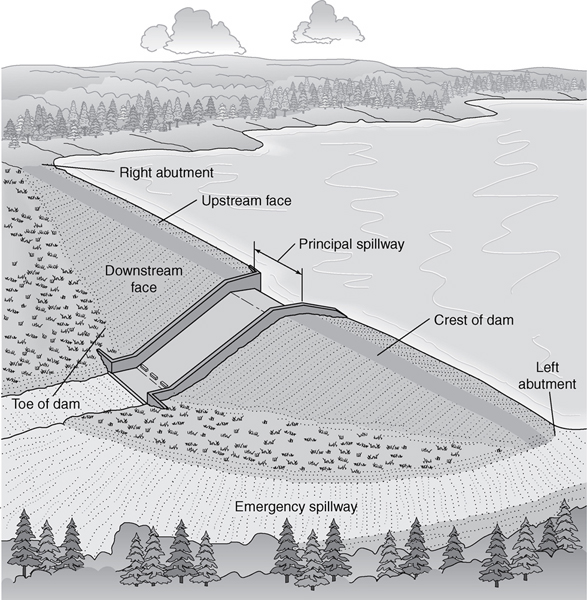 Right abutment
Upstream face
Principal spillway
Downstream
face
Crest of dam
Left
abutment
Toe of dam
Emergency spillway